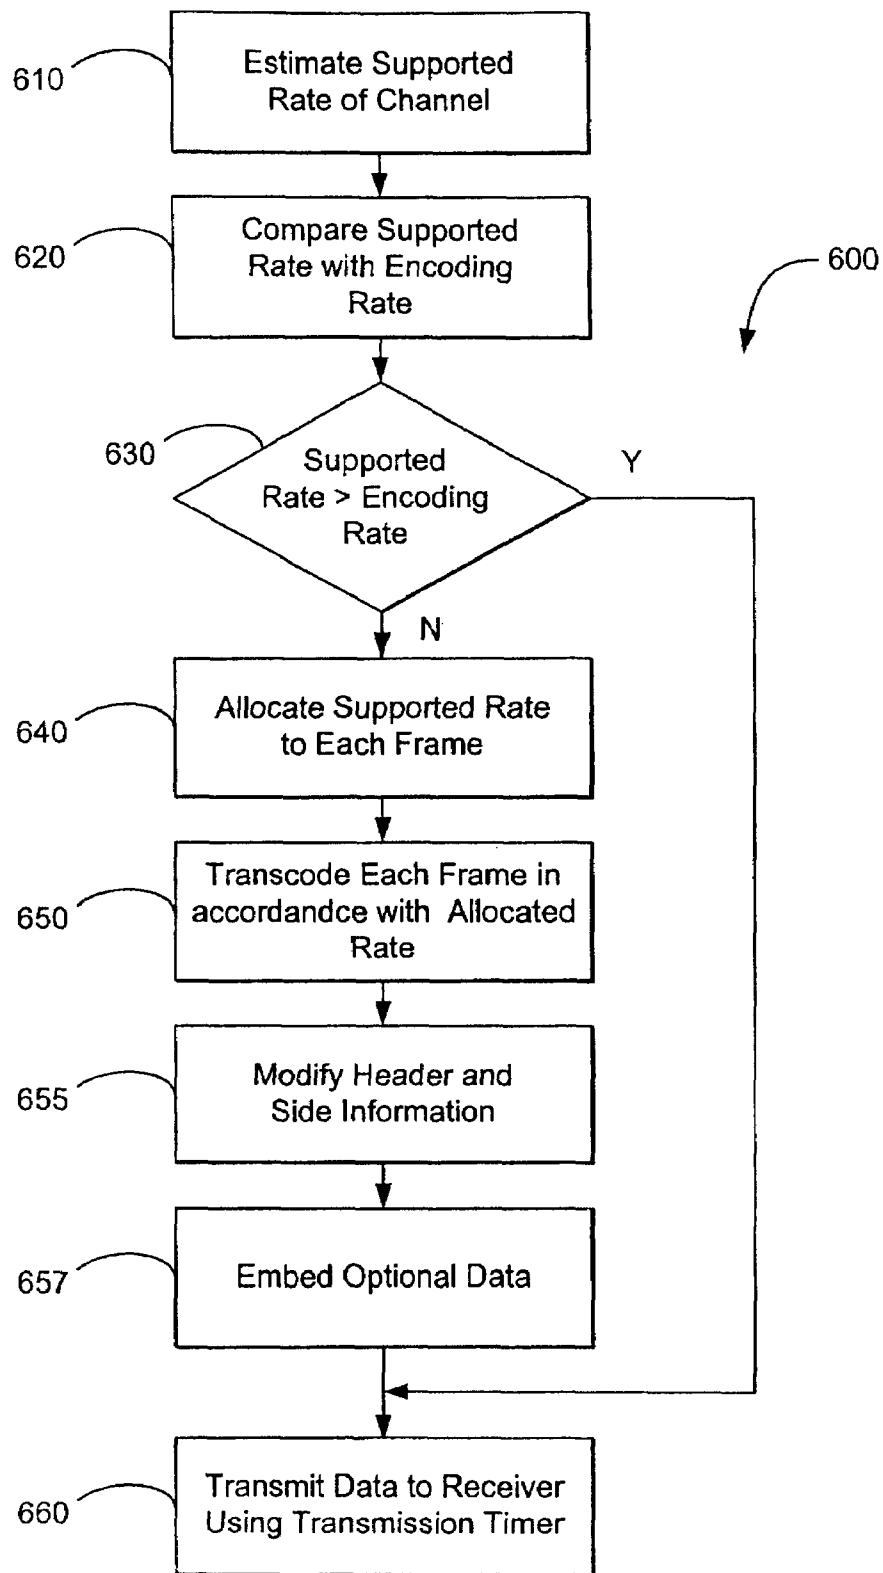 610
Estimate Supported
Rate of Channel
620
Compare Supported
Rate with Encoding
Rate
600
630
Supported
Rate > Encoding
Rate
Y
N
640
Allocate Supported Rate
to Each Frame
650
Transcode Each Frame in
accordandce with Allocated
Rate
655
Modify Header and
Side Information
657
Embed Optional Data
660
Transmit Data to Receiver
Using Transmission Timer